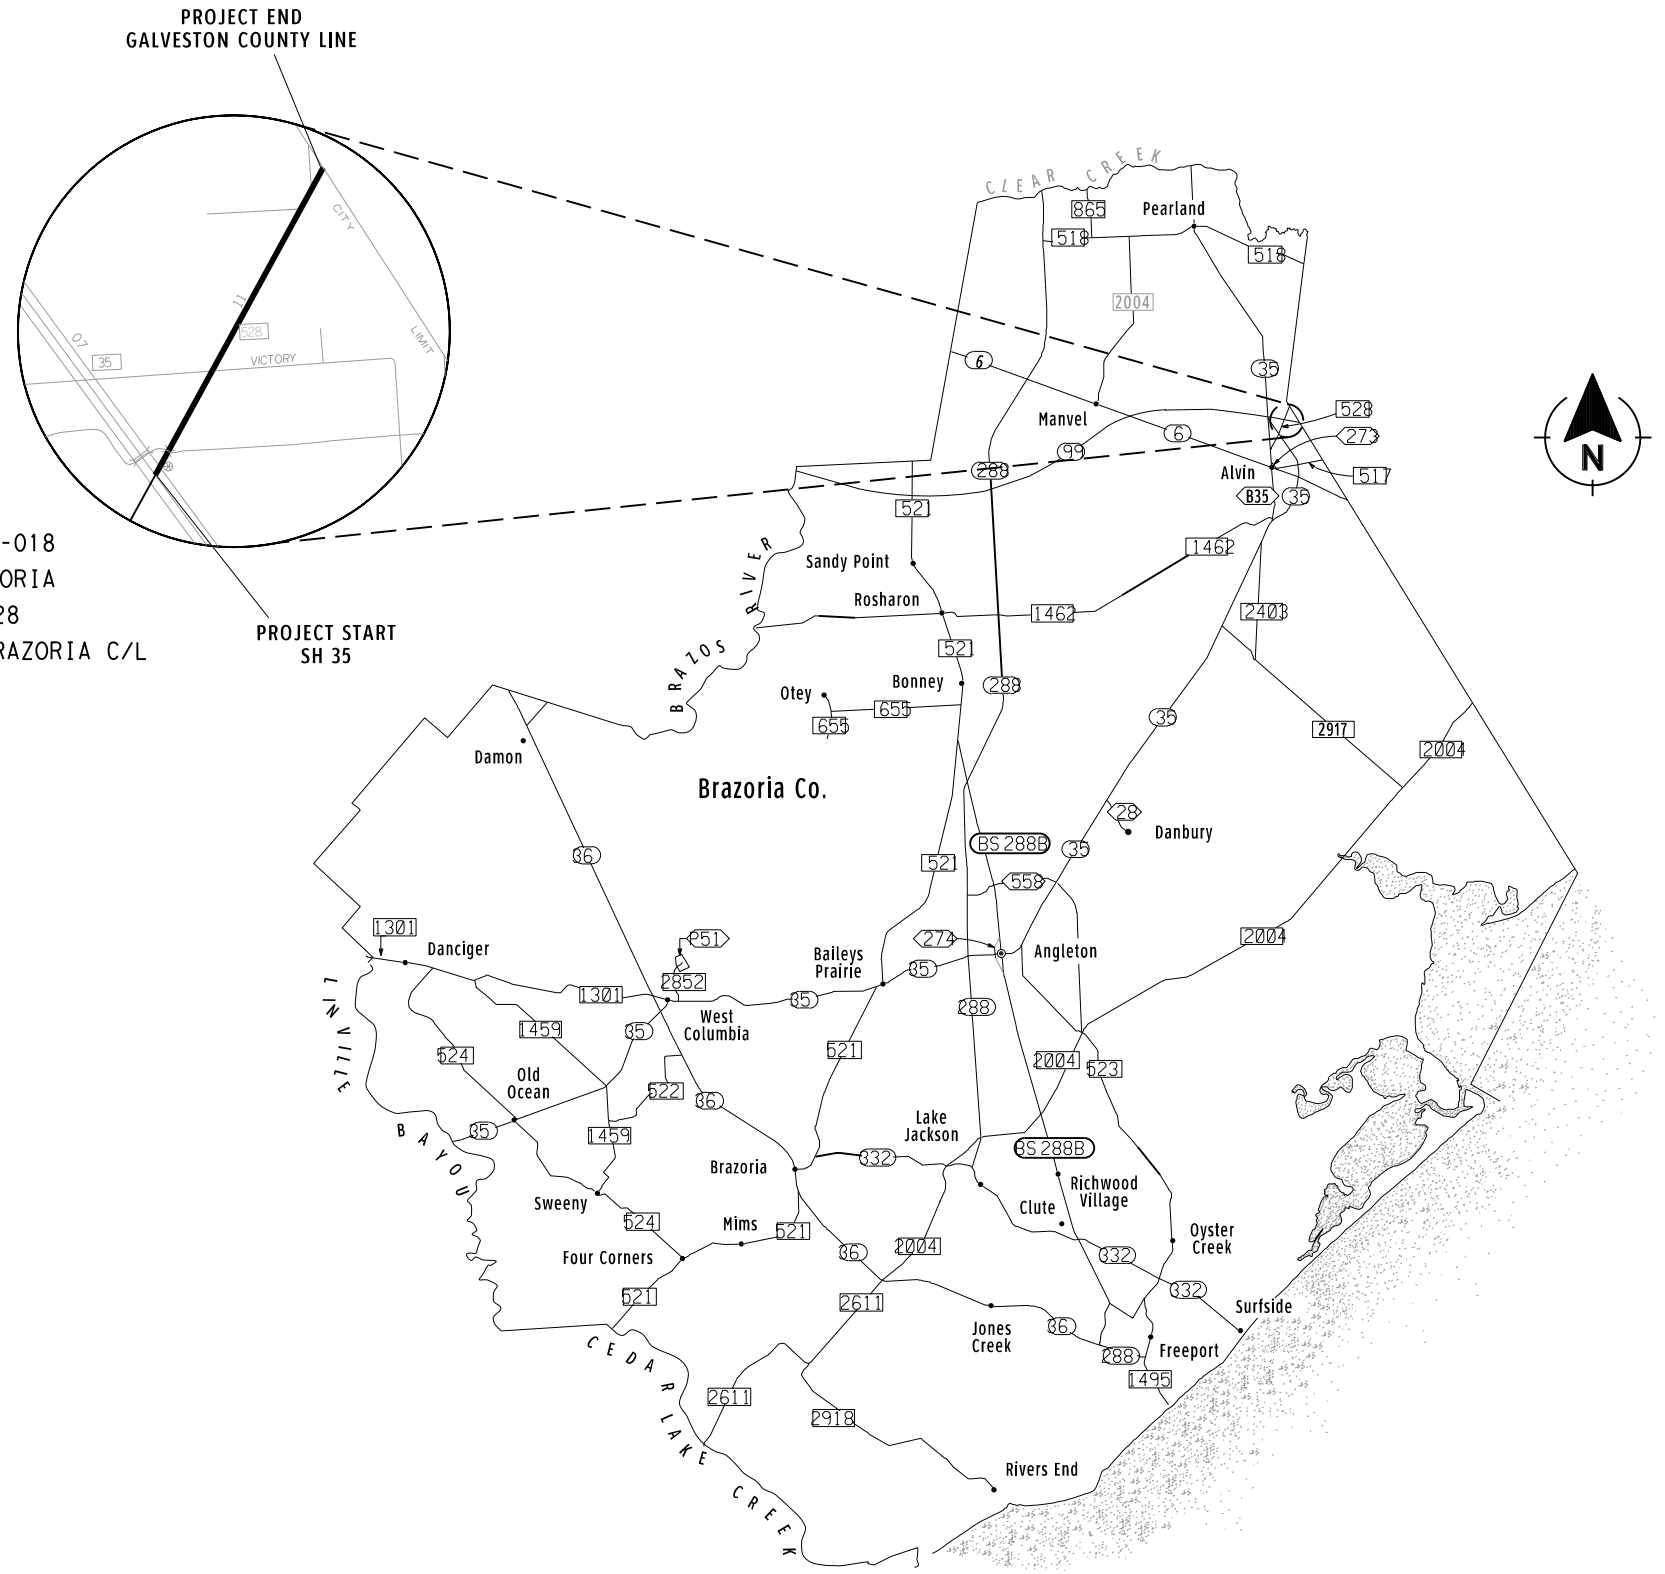 PROJECT END
GALVESTON COUNTY LINE
CITY
LIMIT
11
528
07
35
VICTORY
-018
ORIA
28
RAZORIA C/L
PROJECT START
SH 35
CLEAR CREEK
865
Pearland
518
518
2004
6
35
Manvel
528
6
273
99
288
Alvin
517
B35
35
521
1462
Sandy Point
BRAZOS RIVER
Rosharon
1462
2403
521
Bonney
288
Otey
655
655
35
2917
2004
Damon
Brazoria Co.
28
Danbury
BS 288B
35
36
521
558
1301
Danciger
P51
274
Angleton
2004
Baileys
Prairie
35
2852
1301
35
288
West
Columbia
LINVILLE BAYOU
1459
35
524
521
2004
523
Old
Ocean
522
36
Lake
Jackson
35
1459
BS 288B
332
Brazoria
Richwood
Village
Sweeny
Clute
524
Mims
521
Oyster
Creek
Four Corners
36
2004
332
332
521
2611
Surfside
Jones
Creek
36
Freeport
288
CEDAR LAKE CREEK
1495
2611
2918
Rivers End
N